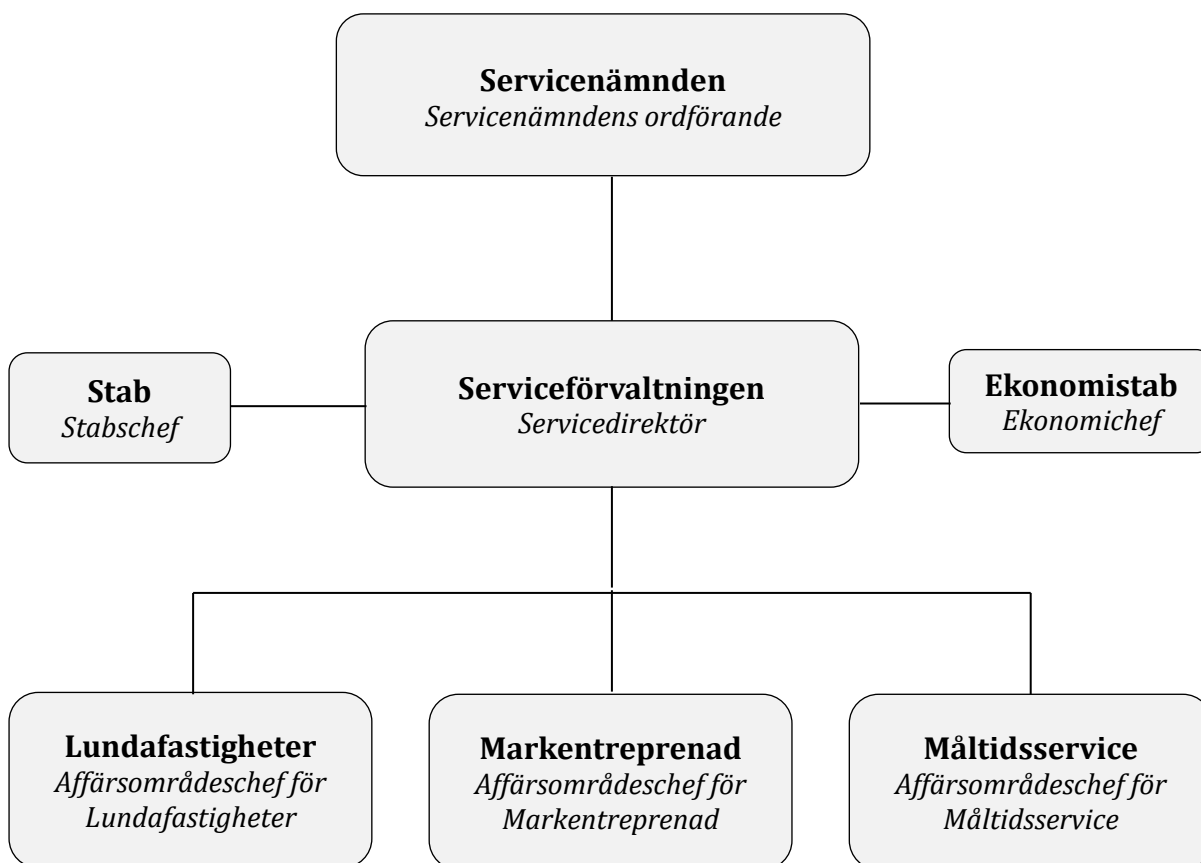 Servicenämnden
Servicenämndens ordförande
Stab
Stabschef
Serviceförvaltningen
Servicedirektör
Ekonomistab
Ekonomichef
Lundafastigheter
Affärsområdeschef för
Lundafastigheter
Markentreprenad
Affärsområdeschef för
Markentreprenad
Måltidsservice
Affärsområdeschef för
Måltidsservice